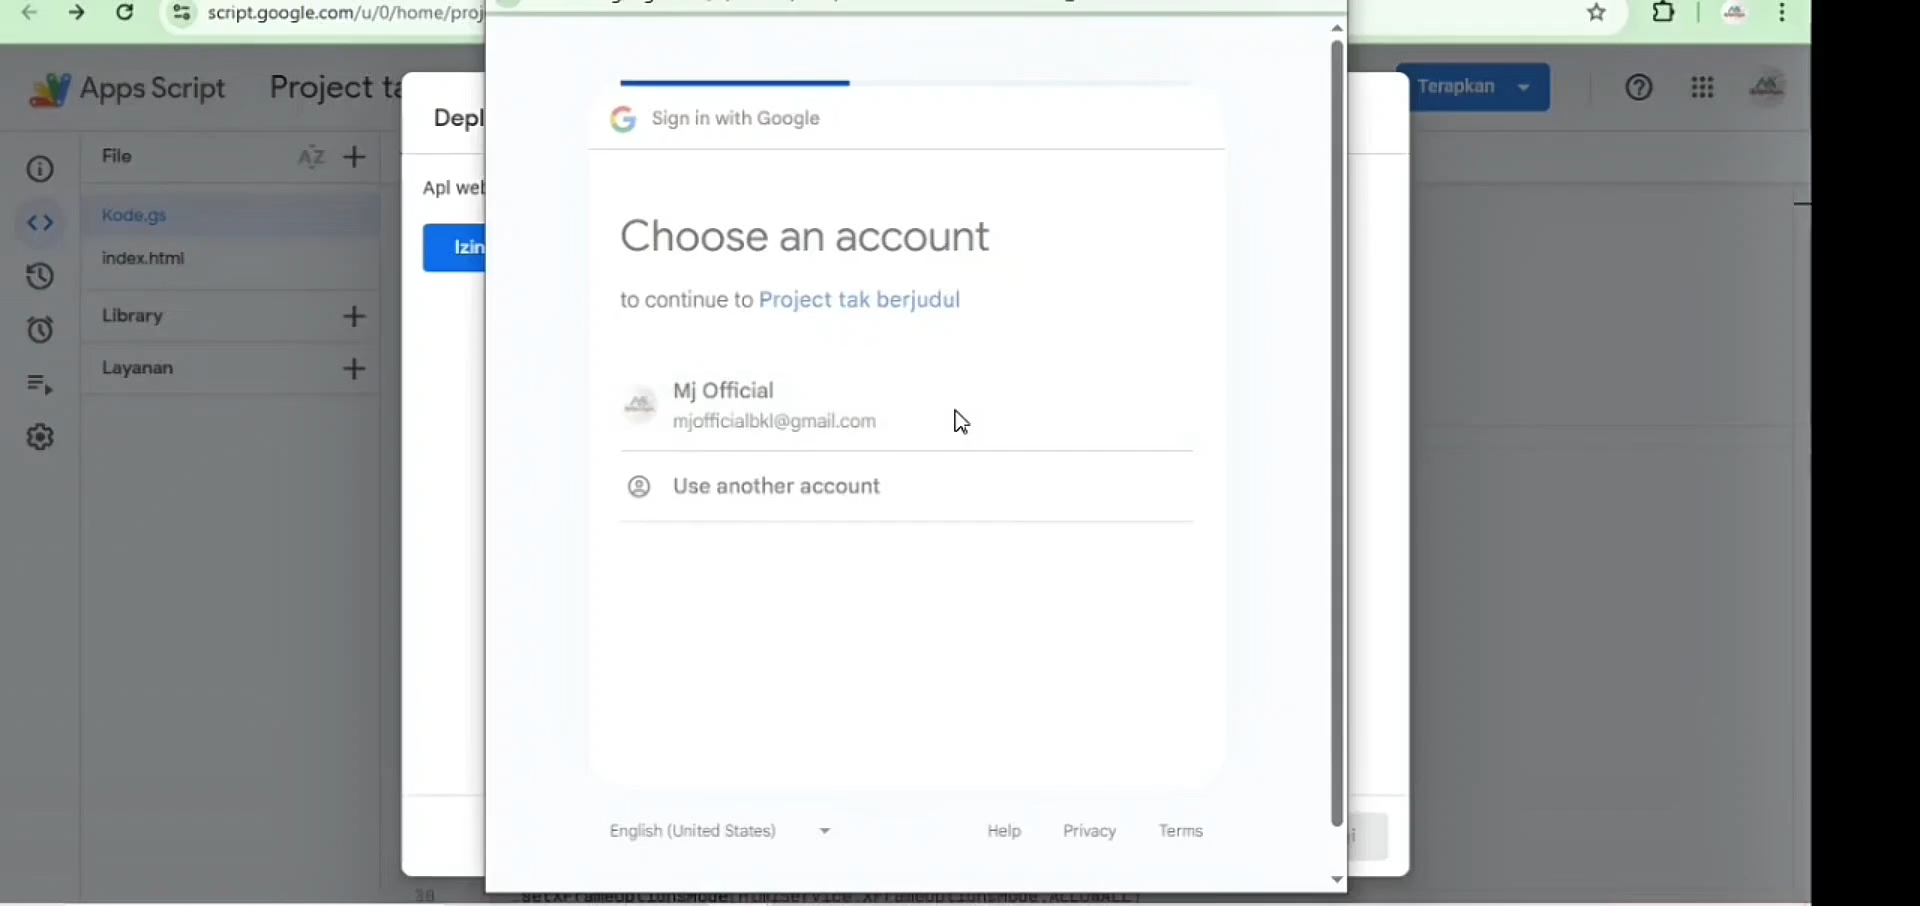 script.google.com/u/0/home/proj
Apps Script
Project ta
Terapkan
Depl
Sign in with Google
File
Apl web
Kode.gs
Izin
index.html
Library
Layanan
Choose an account
to continue to Project tak berjudul
Mj Official
mjofficialbkl@gmail.com
Use another account
English (United States)
Help
Privacy
Terms
30